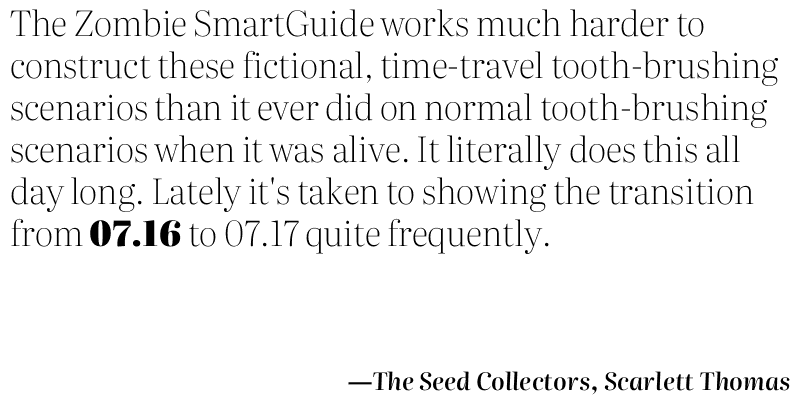 The Zombie SmartGuide works much harder to
construct these fictional, time-travel tooth-brushing
scenarios than it ever did on normal tooth-brushing
scenarios when it was alive. It literally does this all
day long. Lately it's taken to showing the transition
from 07.16 to 07.17 quite frequently.
—The Seed Collectors, Scarlett Thomas